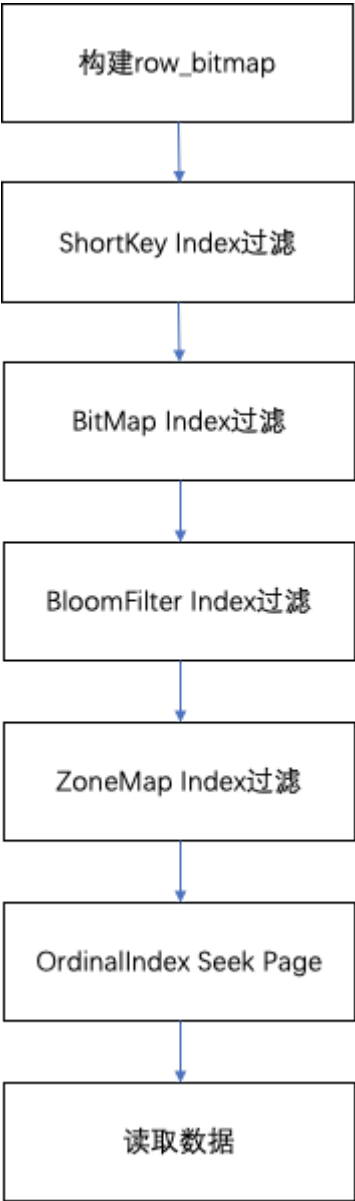 构建row_bitmap
ShortKey Index过滤
BitMap Index过滤
BloomFilter Index过滤
ZoneMap Index过滤
OrdinalIndex Seek Page
读取数据